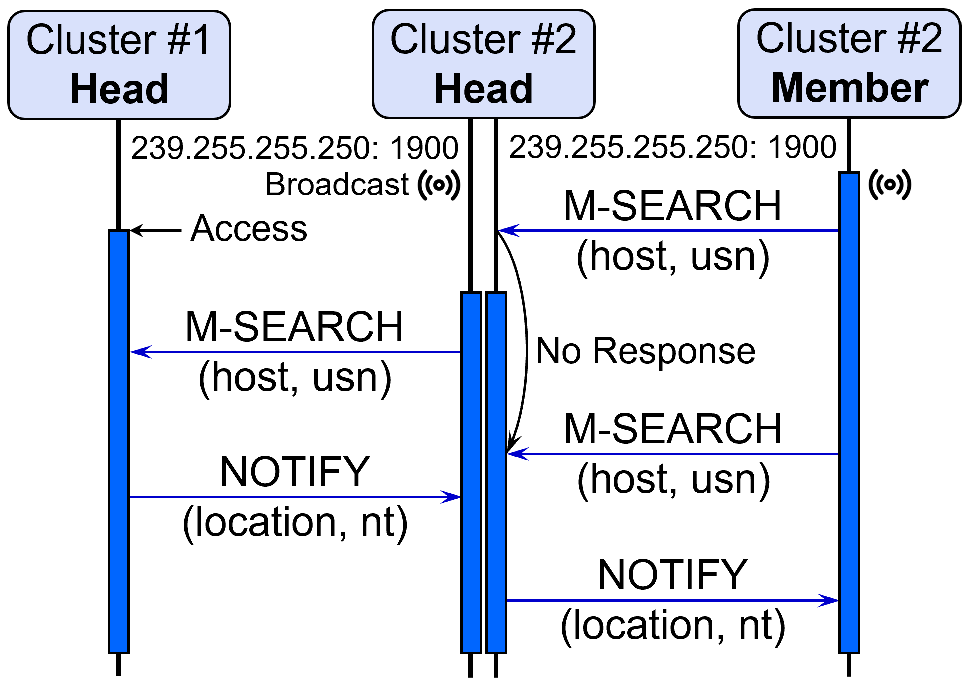 Cluster #1
Head
Cluster #2
Head
Cluster #2
Member
239.255.255.250: 1900
239.255.255.250: 1900
Broadcast
M-SEARCH
(host, usn)
Access
M-SEARCH
(host, usn)
No Response
M-SEARCH
(host, usn)
NOTIFY
(location, nt)
NOTIFY
(location, nt)